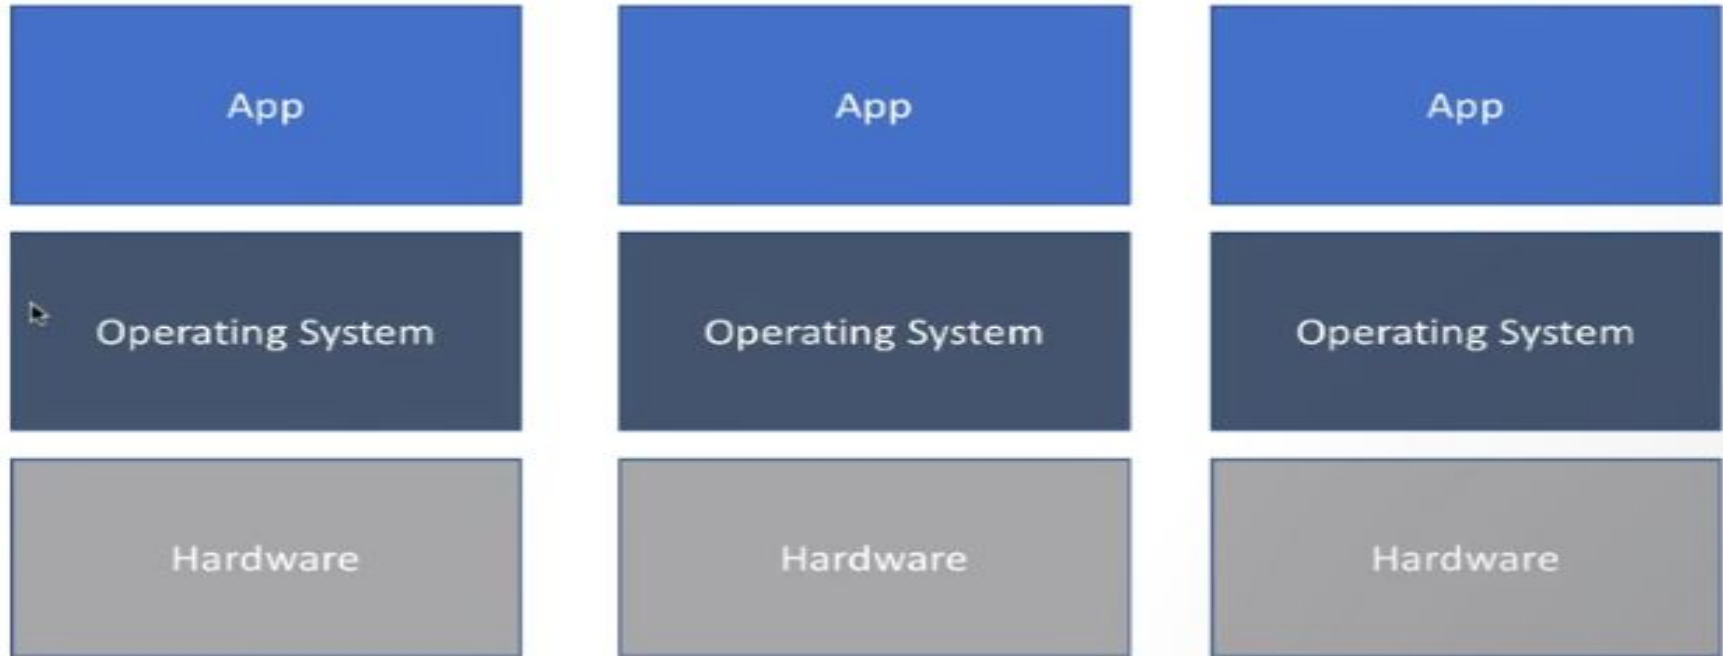 App
App
App
Operating System
Operating System
Operating System
Hardware
Hardware
Hardware